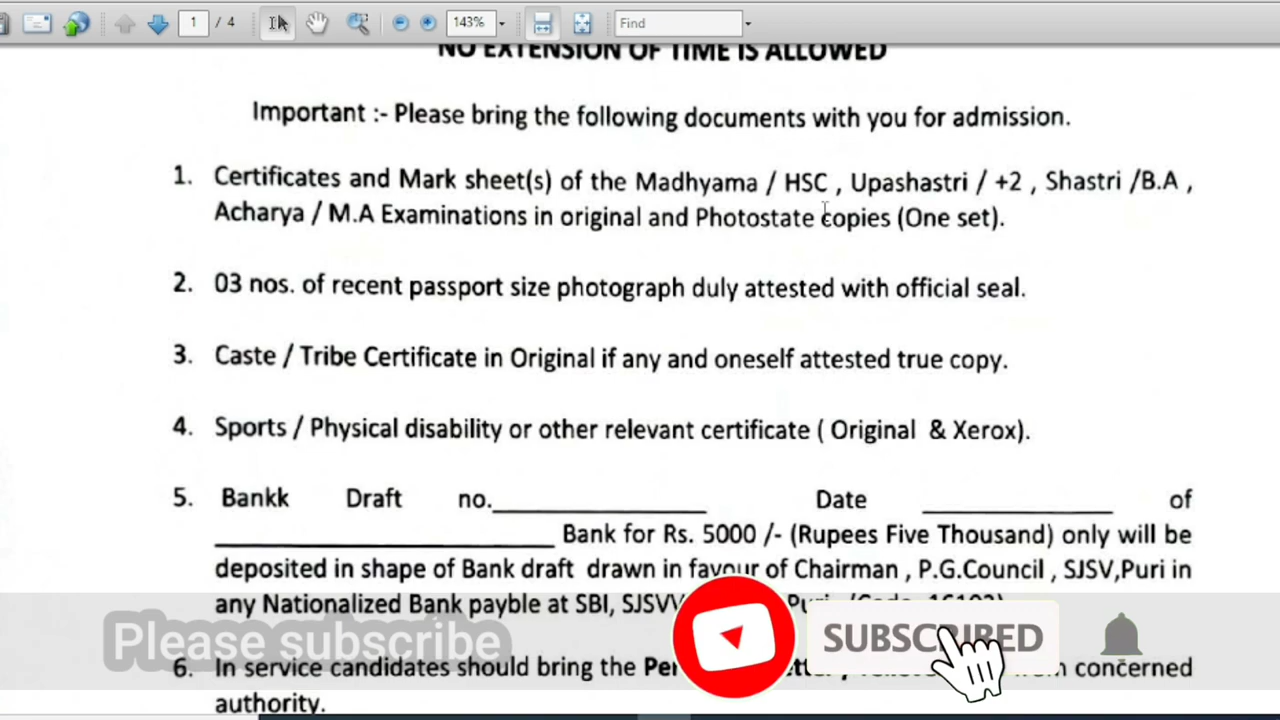 1 / 4 143% Find
NO EXTENSION OF TIME IS ALLOWED
Important :- Please bring the following documents with you for admission.
1. Certificates and Mark sheet(s) of the Madhyama / HSC , Upashastri / +2 , Shastri /B.A ,
Acharya / M.A Examinations in original and Photostate copies (One set).
2. 03 nos. of recent passport size photograph duly attested with official seal.
3. Caste / Tribe Certificate in Original if any and oneself attested true copy.
4. Sports / Physical disability or other relevant certificate ( Original & Xerox).
5. Bankk Draft no.____________ Date ____________ of
____________ Bank for Rs. 5000 /- (Rupees Five Thousand) only will be
deposited in shape of Bank draft drawn in favour of Chairman , P.G.Council , SJSV,Puri in
any Nationalized Bank payble at SBI,
Please subscribe
SUBSCRIBED
6. In service candidates should bring the concerned
authority.